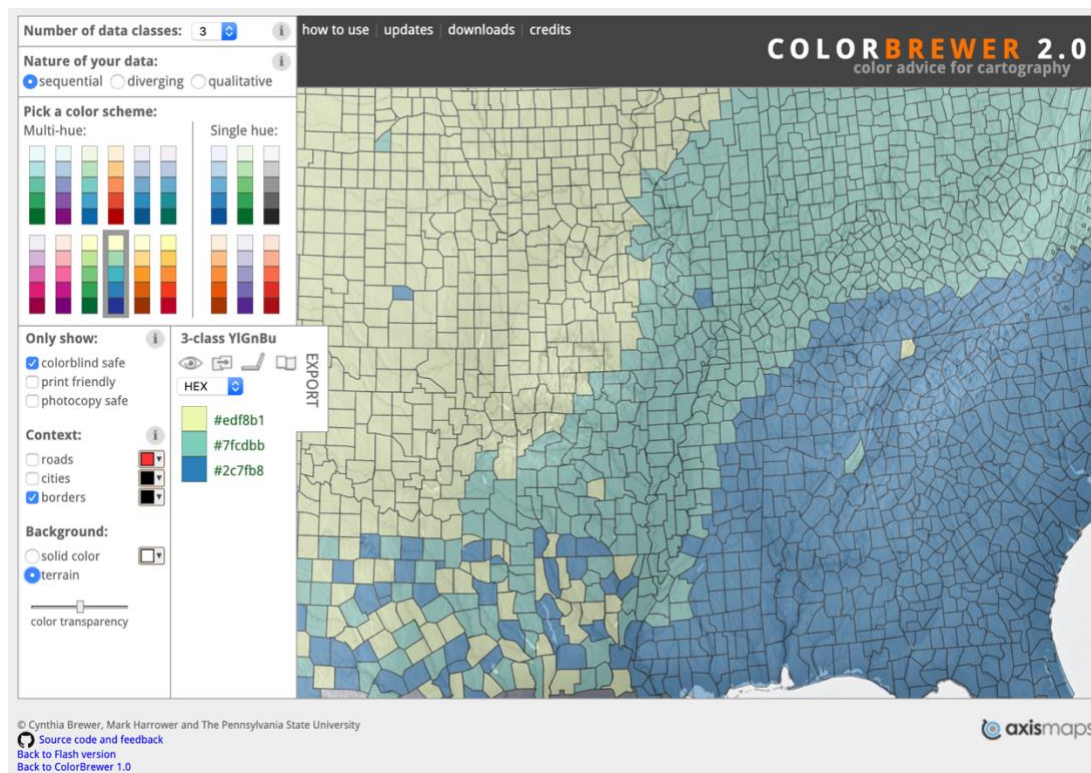 Number of data classes: 3 i
how to use | updates | downloads | credits
COLORBREWER 2.0
color advice for cartography
Nature of your data: i
sequential diverging qualitative
Pick a color scheme:
Multi-hue: Single hue:
Only show: i
colorblind safe
print friendly
photocopy safe
Context: i
roads
cities
borders
Background:
solid color
terrain
color transparency
3-class YlGnBu
EXPORT
HEX
#edf8b1
#7fcdbb
#2c7fb8
© Cynthia Brewer, Mark Harrower and The Pennsylvania State University
Source code and feedback
Back to Flash version
Back to ColorBrewer 1.0
axismaps